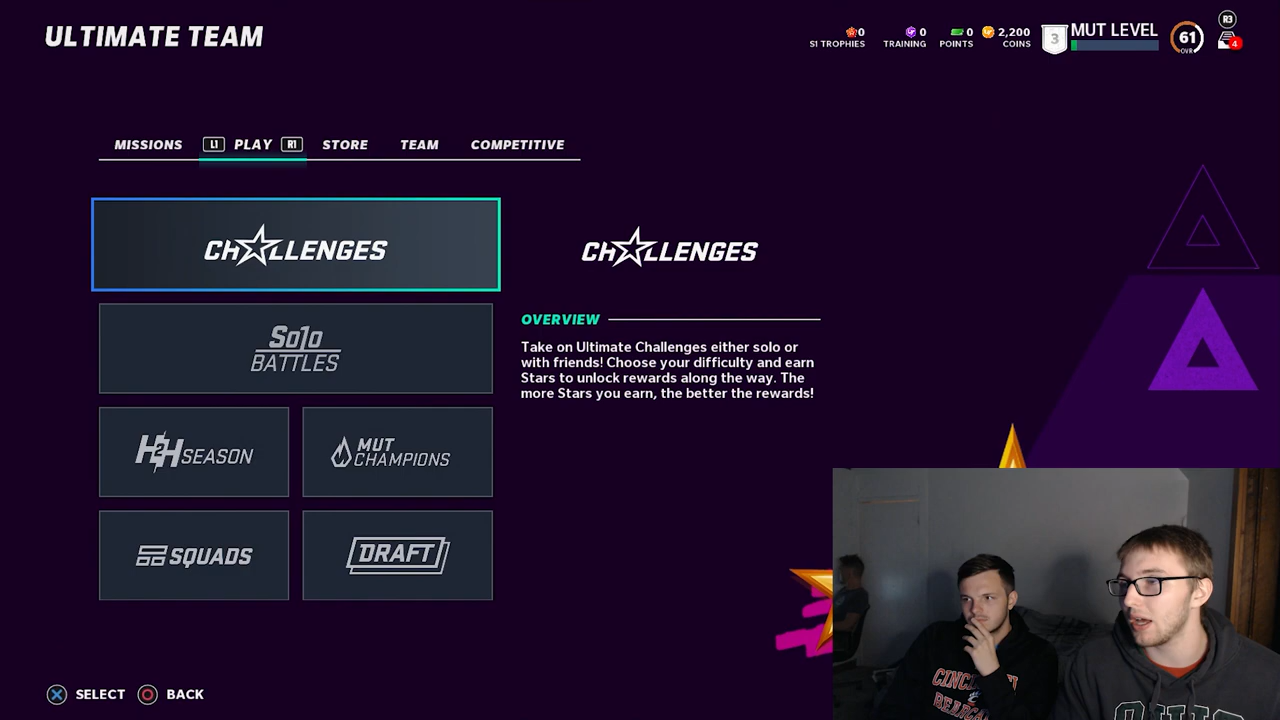 ULTIMATE TEAM
0
S1 TROPHIES
0
TRAINING
0
POINTS
2,200
COINS
3
MUT LEVEL
61
OVR
R3
4
MISSIONS
L1
PLAY
R1
STORE
TEAM
COMPETITIVE
CHALLENGES
Solo
BATTLES
H2H SEASON
MUT
CHAMPIONS
SQUADS
DRAFT
CHALLENGES
OVERVIEW
Take on Ultimate Challenges either solo or
with friends! Choose your difficulty and earn
Stars to unlock rewards along the way. The
more Stars you earn, the better the rewards!
SELECT
BACK